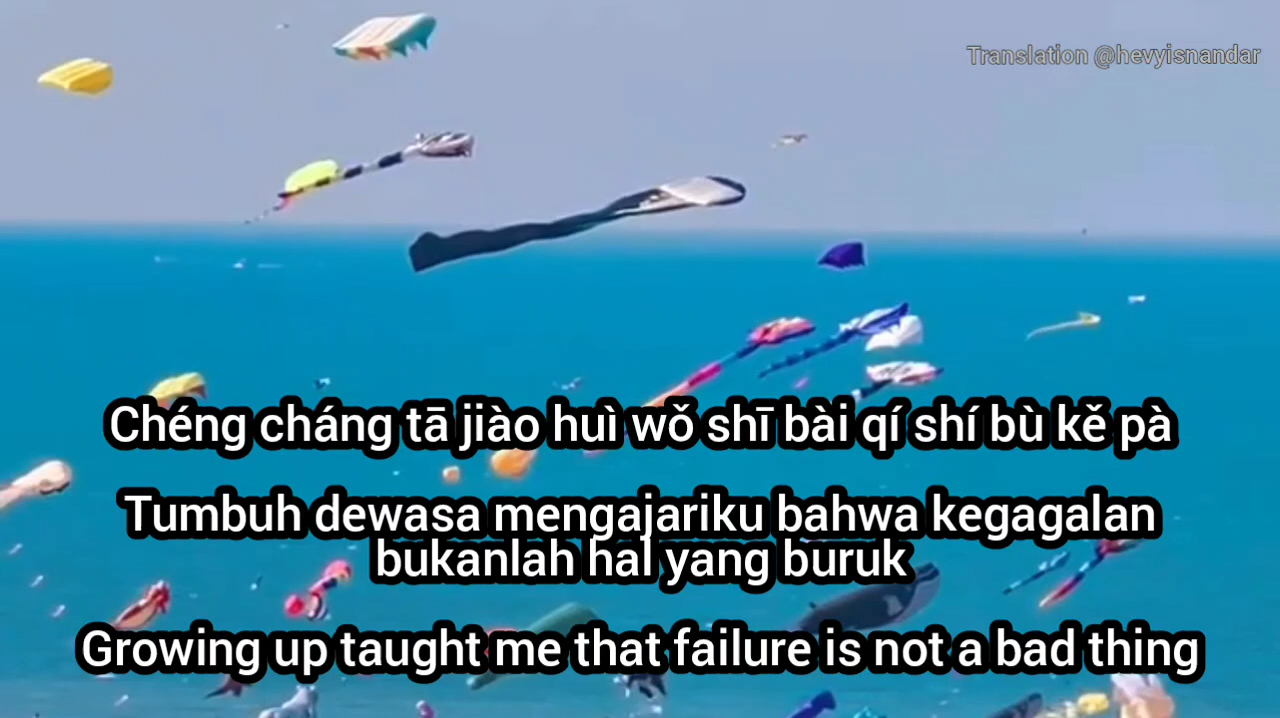 Translation @hevyisnandar
Chéng cháng tā jiào huì wǒ shī bài qí shí bù kě pà
Tumbuh dewasa mengajariku bahwa kegagalan
bukanlah hal yang buruk
Growing up taught me that failure is not a bad thing